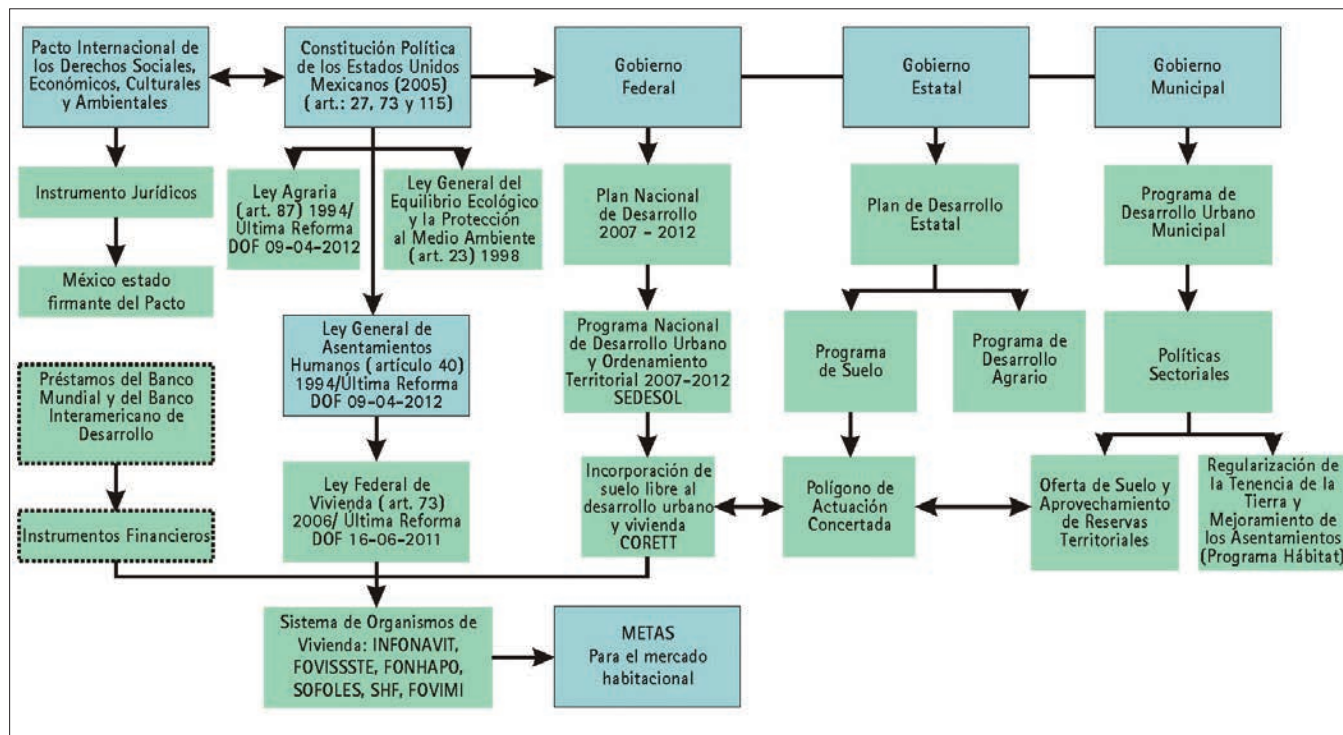 Pacto Internacional de
los Derechos Sociales,
Económicos, Culturales
y Ambientales
Constitución Política
de los Estados Unidos
Mexicanos (2005)
( art.: 27, 73 y 115)
Gobierno
Federal
Gobierno
Estatal
Gobierno
Municipal
Instrumento Jurídicos
Ley Agraria
( art. 87) 1994/
Última Reforma
DOF 09-04-2012
Ley General del
Equilibrio Ecológico
y la Protección
al Medio Ambiente
(art. 23) 1998
Plan Nacional
de Desarrollo
2007 - 2012
Plan de Desarrollo
Estatal
Programa de
Desarrollo Urbano
Municipal
México estado
firmante del Pacto
Ley General de
Asentamientos
Humanos ( artículo 40)
1994/Última Reforma
DOF 09-04-2012
Programa Nacional
de Desarrollo Urbano
y Ordenamiento
Territorial 2007-2012
SEDESOL
Programa
de Suelo
Programa de
Desarrollo
Agrario
Políticas
Sectoriales
Préstamos del Banco
Mundial y del Banco
Interamericano de
Desarrollo
Instrumentos Financieros
Ley Federal de
Vivienda ( art. 73)
2006/ Última Reforma
DOF 16-06-2011
Incorporación de
suelo libre al
desarrollo urbano
y vivienda
CORETT
Polígono de
Actuación
Concertada
Oferta de Suelo y
Aprovechamiento
de Reservas
Territoriales
Regularización de
la Tenencia de la
Tierra y
Mejoramiento de
los Asentamientos
(Programa Hábitat)
Sistema de Organismos de
Vivienda: INFONAVIT,
FOVISSSTE, FONHAPO,
SOFOLES, SHF, FOVIMI
METAS
Para el mercado
habitacional